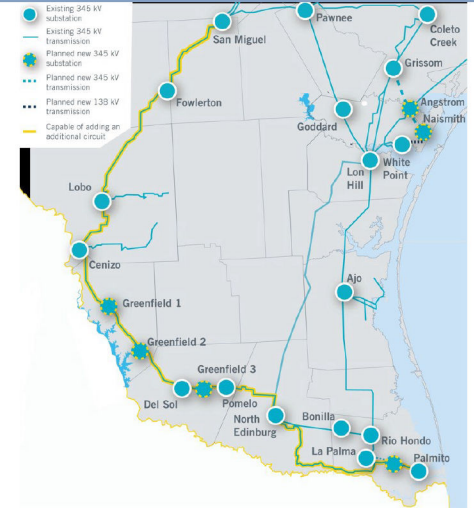 Existing 345 kV
substation
Existing 345 kV
transmission
Planned new 345 kV
substation
Planned new 345 kV
transmission
Planned new 138 kV
transmission
Capable of adding an
additional circuit
Pawnee
San Miguel
Coleto
Creek
Grissom
Fowlerton
Angstrom
Naismith
Goddard
White
Point
Lon
Hill
Lobo
Cenizo
Ajo
Greenfield 1
Greenfield 2
Greenfield 3
Del Sol
Pomelo
North
Edinburg
Bonilla
Rio Hondo
La Palma
Palmito